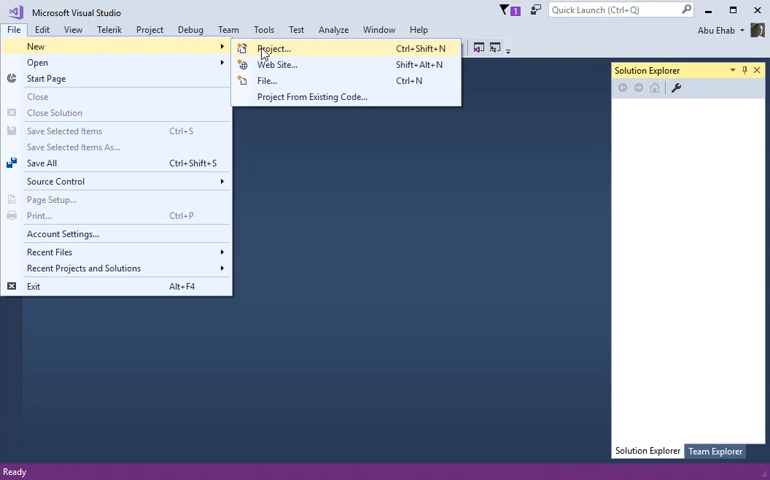 Microsoft Visual Studio
1
Quick Launch (Ctrl+Q)
File Edit View Telerik Project Debug Team Tools Test Analyze Window Help
Abu Ehab
New
Project... Ctrl+Shift+N
Open
Web Site... Shift+Alt+N
Start Page
File... Ctrl+N
Close
Project From Existing Code...
Close Solution
Save Selected Items Ctrl+S
Save Selected Items As...
Save All Ctrl+Shift+S
Source Control
Page Setup...
Print... Ctrl+P
Account Settings...
Recent Files
Recent Projects and Solutions
Exit Alt+F4
Solution Explorer
Solution Explorer Team Explorer
Ready